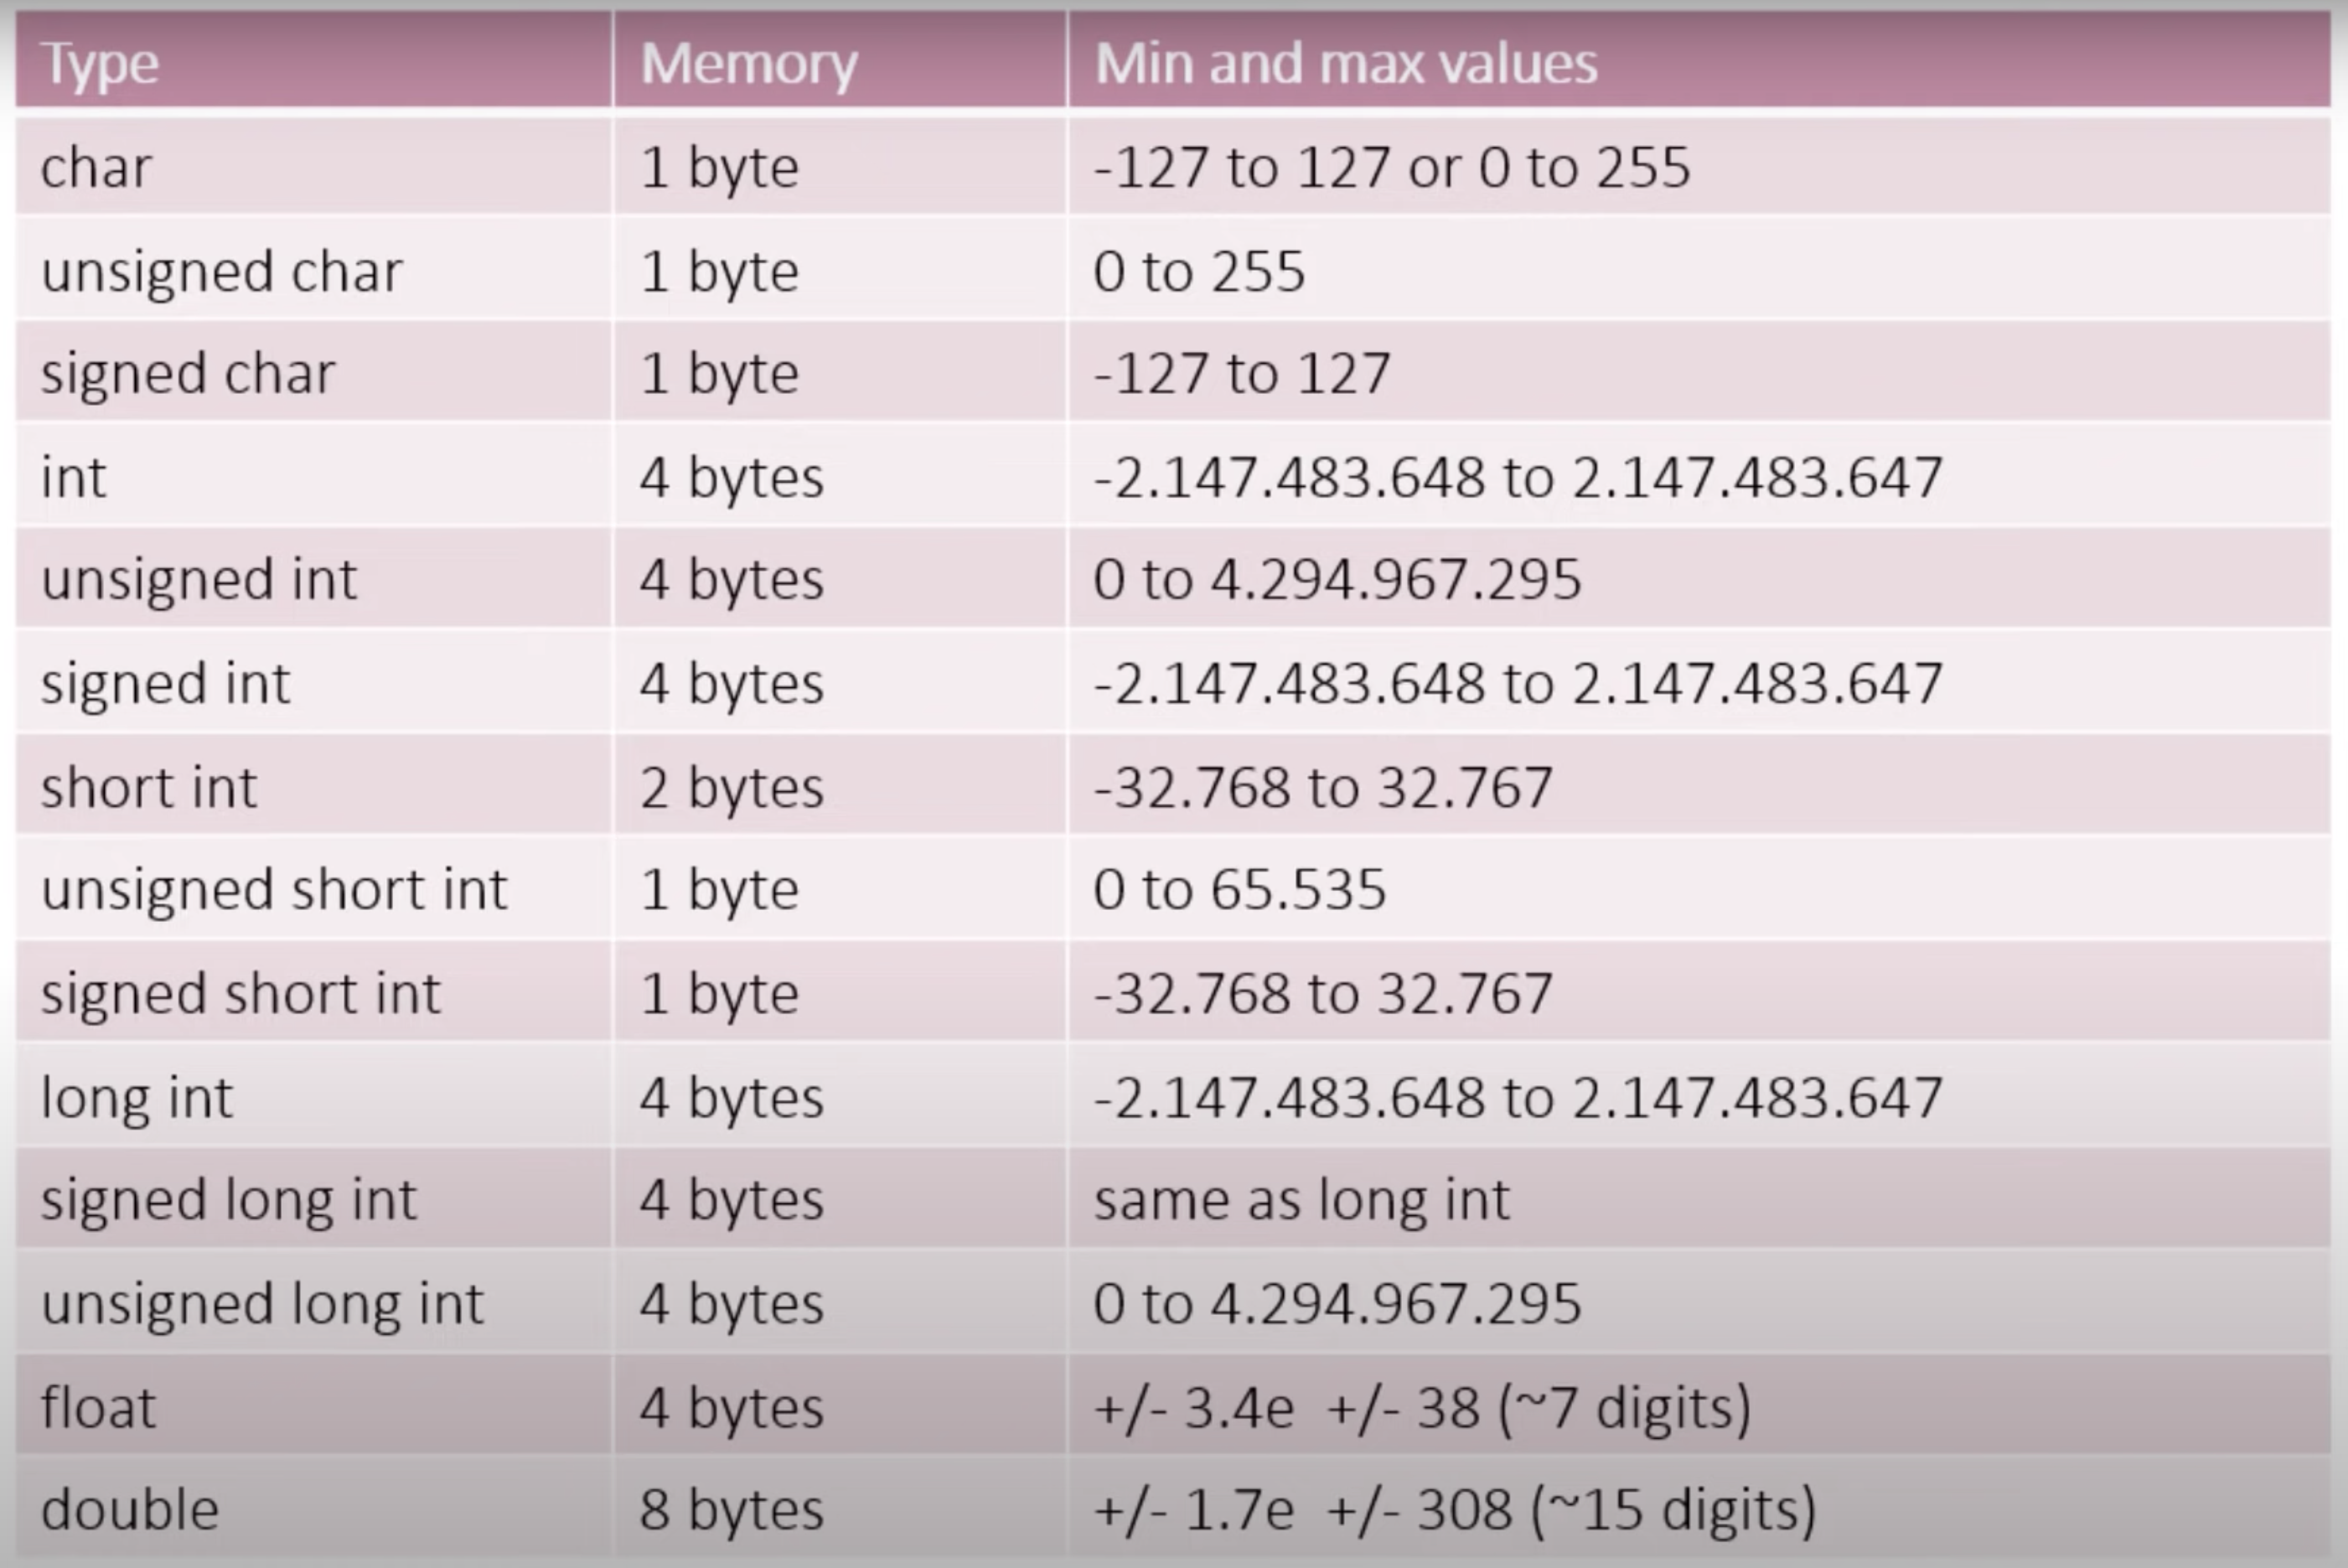 Type Memory Min and max values
char 1 byte -127 to 127 or 0 to 255
unsigned char 1 byte 0 to 255
signed char 1 byte -127 to 127
int 4 bytes -2.147.483.648 to 2.147.483.647
unsigned int 4 bytes 0 to 4.294.967.295
signed int 4 bytes -2.147.483.648 to 2.147.483.647
short int 2 bytes -32.768 to 32.767
unsigned short int 1 byte 0 to 65.535
signed short int 1 byte -32.768 to 32.767
long int 4 bytes -2.147.483.648 to 2.147.483.647
signed long int 4 bytes same as long int
unsigned long int 4 bytes 0 to 4.294.967.295
float 4 bytes +/- 3.4e +/- 38 (~7 digits)
double 8 bytes +/- 1.7e +/- 308 (~15 digits)